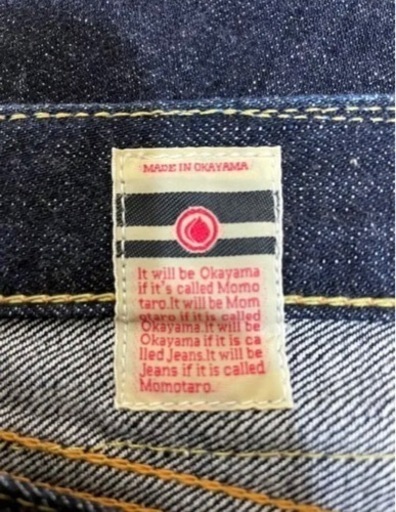 MADE IN OKAYAMA
It will be Okayama
if it's called Momo
taro.It will be Mom
otaro if it is called
Okayama.It will be
Okayama if it is ca
lled Jeans.It will be
Jeans if it is called
Momotaro.